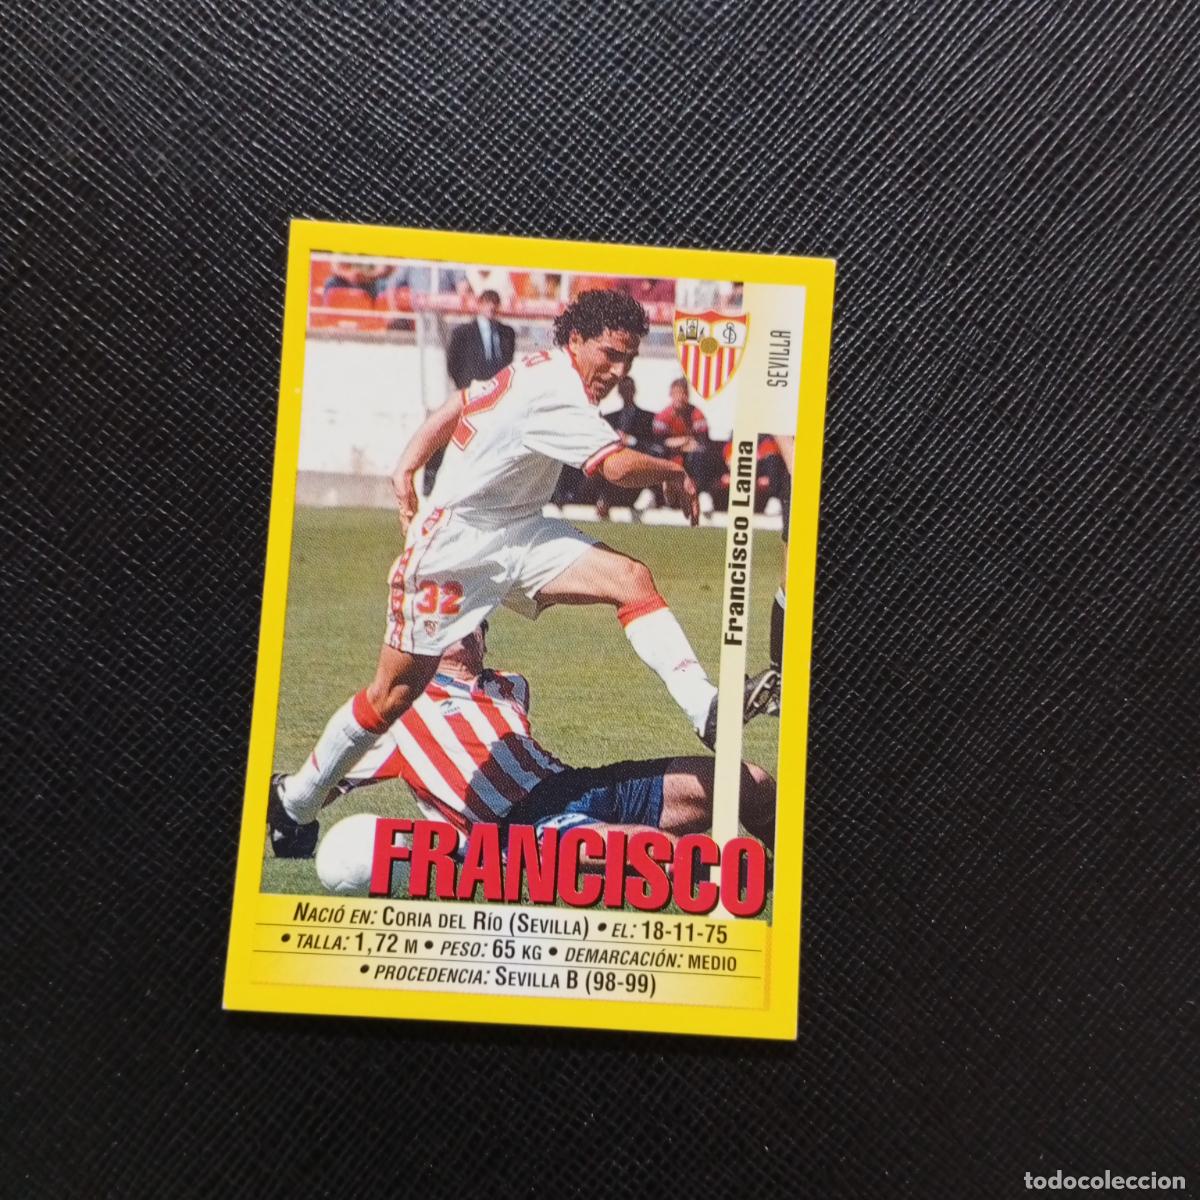 SEVILLA
Francisco Lama
32
FRANCISCO
NACIÓ EN: CORIA DEL RÍO (SEVILLA) • EL: 18-11-75
• TALLA: 1,72 M • PESO: 65 KG • DEMARCACIÓN: MEDIO
• PROCEDENCIA: SEVILLA B (98-99)
todocoleccion